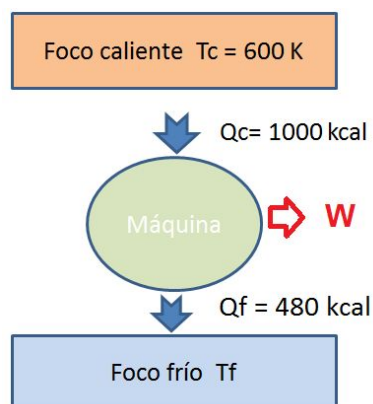 Foco caliente Tc = 600 K
Qc= 1000 kcal
Máquina
W
Qf = 480 kcal
Foco frío Tf